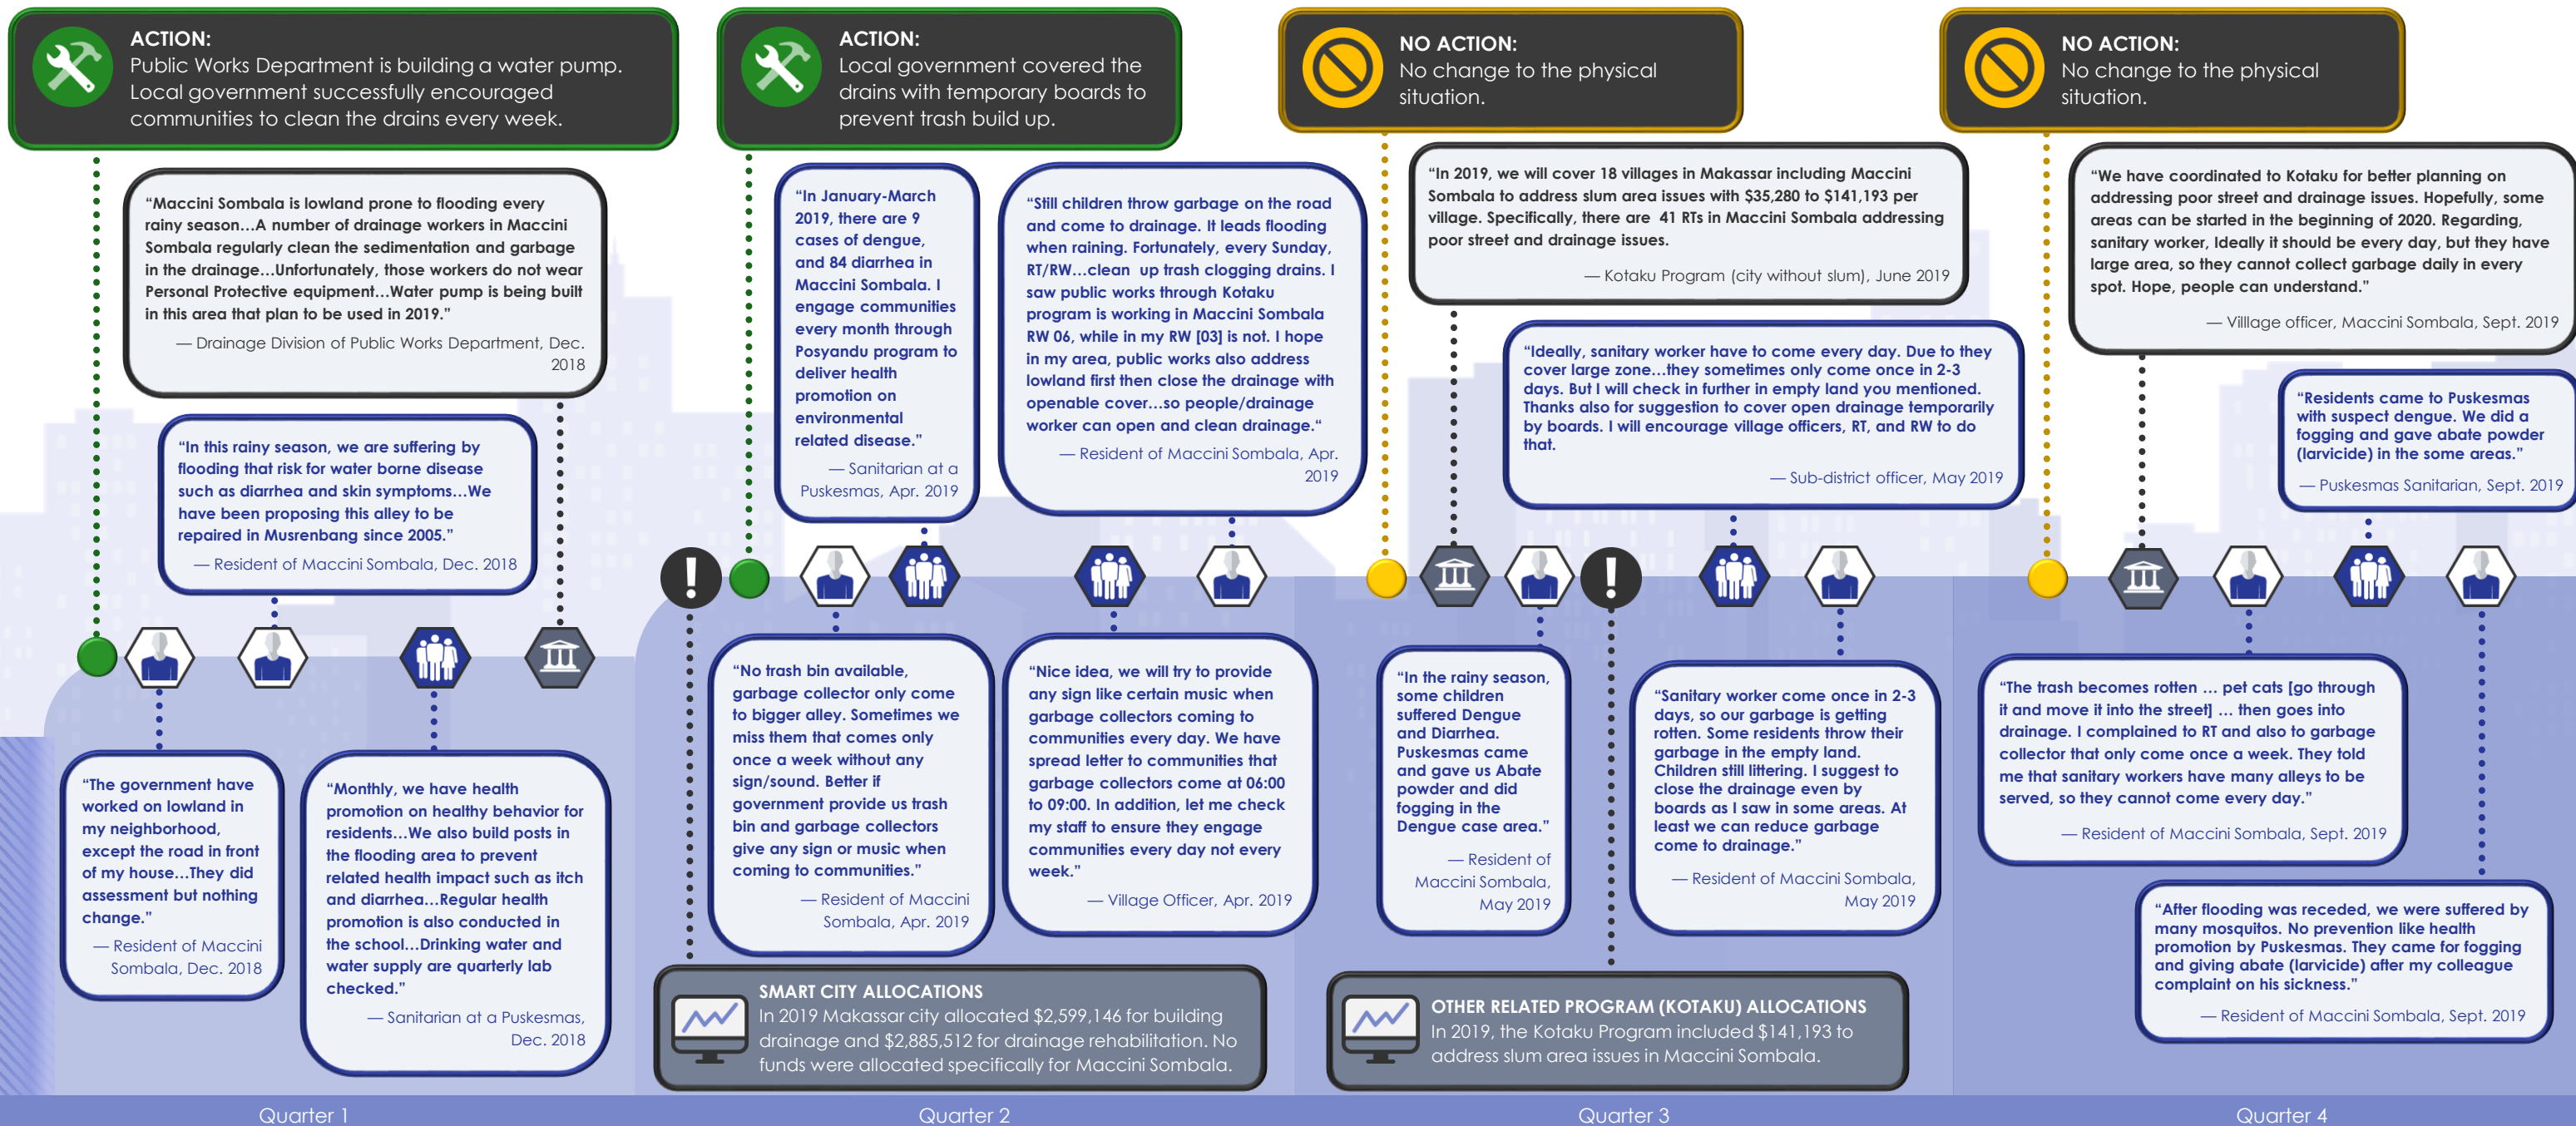 ACTION:
Public Works Department is building a water pump.
Local government successfully encouraged
communities to clean the drains every week.
“Maccini Sombala is lowland prone to flooding every
rainy season...A number of drainage workers in Maccini
Sombala regularly clean the sedimentation and garbage
in the drainage...Unfortunately, those workers do not wear
Personal Protective equipment...Water pump is being built
in this area that plan to be used in 2019.”
— Drainage Division of Public Works Department, Dec.
2018
“In this rainy season, we are suffering by
flooding that risk for water borne disease
such as diarrhea and skin symptoms...We
have been proposing this alley to be
repaired in Musrenbang since 2005.”
— Resident of Maccini Sombala, Dec. 2018
“The government have
worked on lowland in
my neighborhood,
except the road in front
of my house...They did
assessment but nothing
change.”
— Resident of Maccini
Sombala, Dec. 2018
“Monthly, we have health
promotion on healthy behavior for
residents...We also build posts in
the flooding area to prevent
related health impact such as itch
and diarrhea...Regular health
promotion is also conducted in
the school...Drinking water and
water supply are quarterly lab
checked.”
— Sanitarian at a Puskesmas,
Dec. 2018
Quarter 1
ACTION:
Local government covered the
drains with temporary boards to
prevent trash build up.
“In January-March
2019, there are 9
cases of dengue,
and 84 diarrhea in
Maccini Sombala. I
engage communities
every month through
Posyandu program to
deliver health
promotion on
environmental
related disease.”
— Sanitarian at a
Puskesmas, Apr. 2019
“Still children throw garbage on the road
and come to drainage. It leads flooding
when raining. Fortunately, every Sunday,
RT/RW...clean up trash clogging drains. I
saw public works through Kotaku
program is working in Maccini Sombala
RW 06, while in my RW [03] is not. I hope
in my area, public works also address
lowland first then close the drainage with
openable cover...so people/drainage
worker can open and clean drainage.“
— Resident of Maccini Sombala, Apr.
2019
!
“No trash bin available,
garbage collector only come
to bigger alley. Sometimes we
miss them that comes only
once a week without any
sign/sound. Better if
government provide us trash
bin and garbage collectors
give any sign or music when
coming to communities.”
— Resident of Maccini
Sombala, Apr. 2019
“Nice idea, we will try to provide
any sign like certain music when
garbage collectors coming to
communities every day. We have
spread letter to communities that
garbage collectors come at 06:00
to 09:00. In addition, let me check
my staff to ensure they engage
communities every day not every
week.”
— Village Officer, Apr. 2019
SMART CITY ALLOCATIONS
In 2019 Makassar city allocated $2,599,146 for building
drainage and $2,885,512 for drainage rehabilitation. No
funds were allocated specifically for Maccini Sombala.
Quarter 2
NO ACTION:
No change to the physical
situation.
“In 2019, we will cover 18 villages in Makassar including Maccini
Sombala to address slum area issues with $35,280 to $141,193 per
village. Specifically, there are 41 RTs in Maccini Sombala addressing
poor street and drainage issues.
— Kotaku Program (city without slum), June 2019
“Ideally, sanitary worker have to come every day. Due to they
cover large zone...they sometimes only come once in 2-3
days. But I will check in further in empty land you mentioned.
Thanks also for suggestion to cover open drainage temporarily
by boards. I will encourage village officers, RT, and RW to do
that.
— Sub-district officer, May 2019
!
“In the rainy season,
some children
suffered Dengue
and Diarrhea.
Puskesmas came
and gave us Abate
powder and did
fogging in the
Dengue case area.”
— Resident of
Maccini Sombala,
May 2019
“Sanitary worker come once in 2-3
days, so our garbage is getting
rotten. Some residents throw their
garbage in the empty land.
Children still littering. I suggest to
close the drainage even by
boards as I saw in some areas. At
least we can reduce garbage
come to drainage.”
— Resident of Maccini Sombala,
May 2019
OTHER RELATED PROGRAM (KOTAKU) ALLOCATIONS
In 2019, the Kotaku Program included $141,193 to
address slum area issues in Maccini Sombala.
Quarter 3
NO ACTION:
No change to the physical
situation.
“We have coordinated to Kotaku for better planning on
addressing poor street and drainage issues. Hopefully, some
areas can be started in the beginning of 2020. Regarding,
sanitary worker, Ideally it should be every day, but they have
large area, so they cannot collect garbage daily in every
spot. Hope, people can understand.”
— Villlage officer, Maccini Sombala, Sept. 2019
“Residents came to Puskesmas
with suspect dengue. We did a
fogging and gave abate powder
(larvicide) in the some areas.”
— Puskesmas Sanitarian, Sept. 2019
“The trash becomes rotten ... pet cats [go through
it and move it into the street] ... then goes into
drainage. I complained to RT and also to garbage
collector that only come once a week. They told
me that sanitary workers have many alleys to be
served, so they cannot come every day.”
— Resident of Maccini Sombala, Sept. 2019
“After flooding was receded, we were suffered by
many mosquitos. No prevention like health
promotion by Puskesmas. They came for fogging
and giving abate (larvicide) after my colleague
complaint on his sickness.”
— Resident of Maccini Sombala, Sept. 2019
Quarter 4